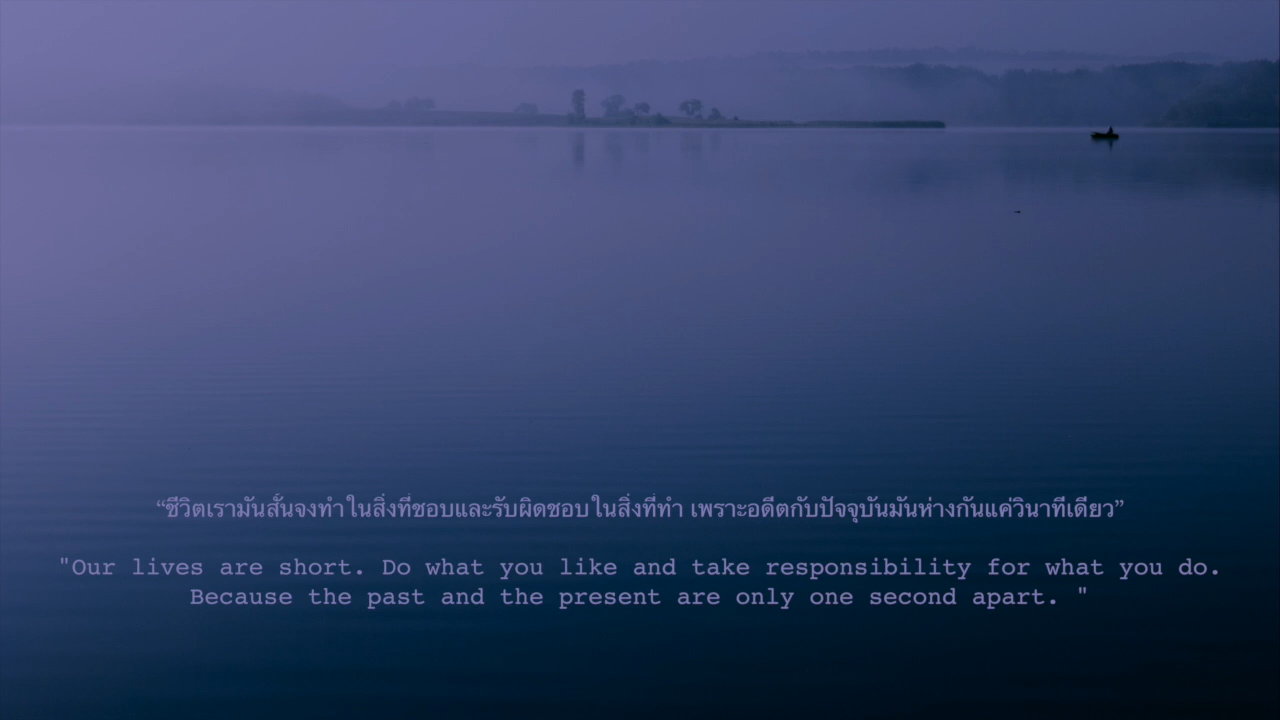 “ชีวิตเรามันสั้นจงทำในสิ่งที่ชอบและรับผิดชอบในสิ่งที่ทำ เพราะอดีตกับปัจจุบันมันห่างกันแค่วินาทีเดียว”
"Our lives are short. Do what you like and take responsibility for what you do.
Because the past and the present are only one second apart. "